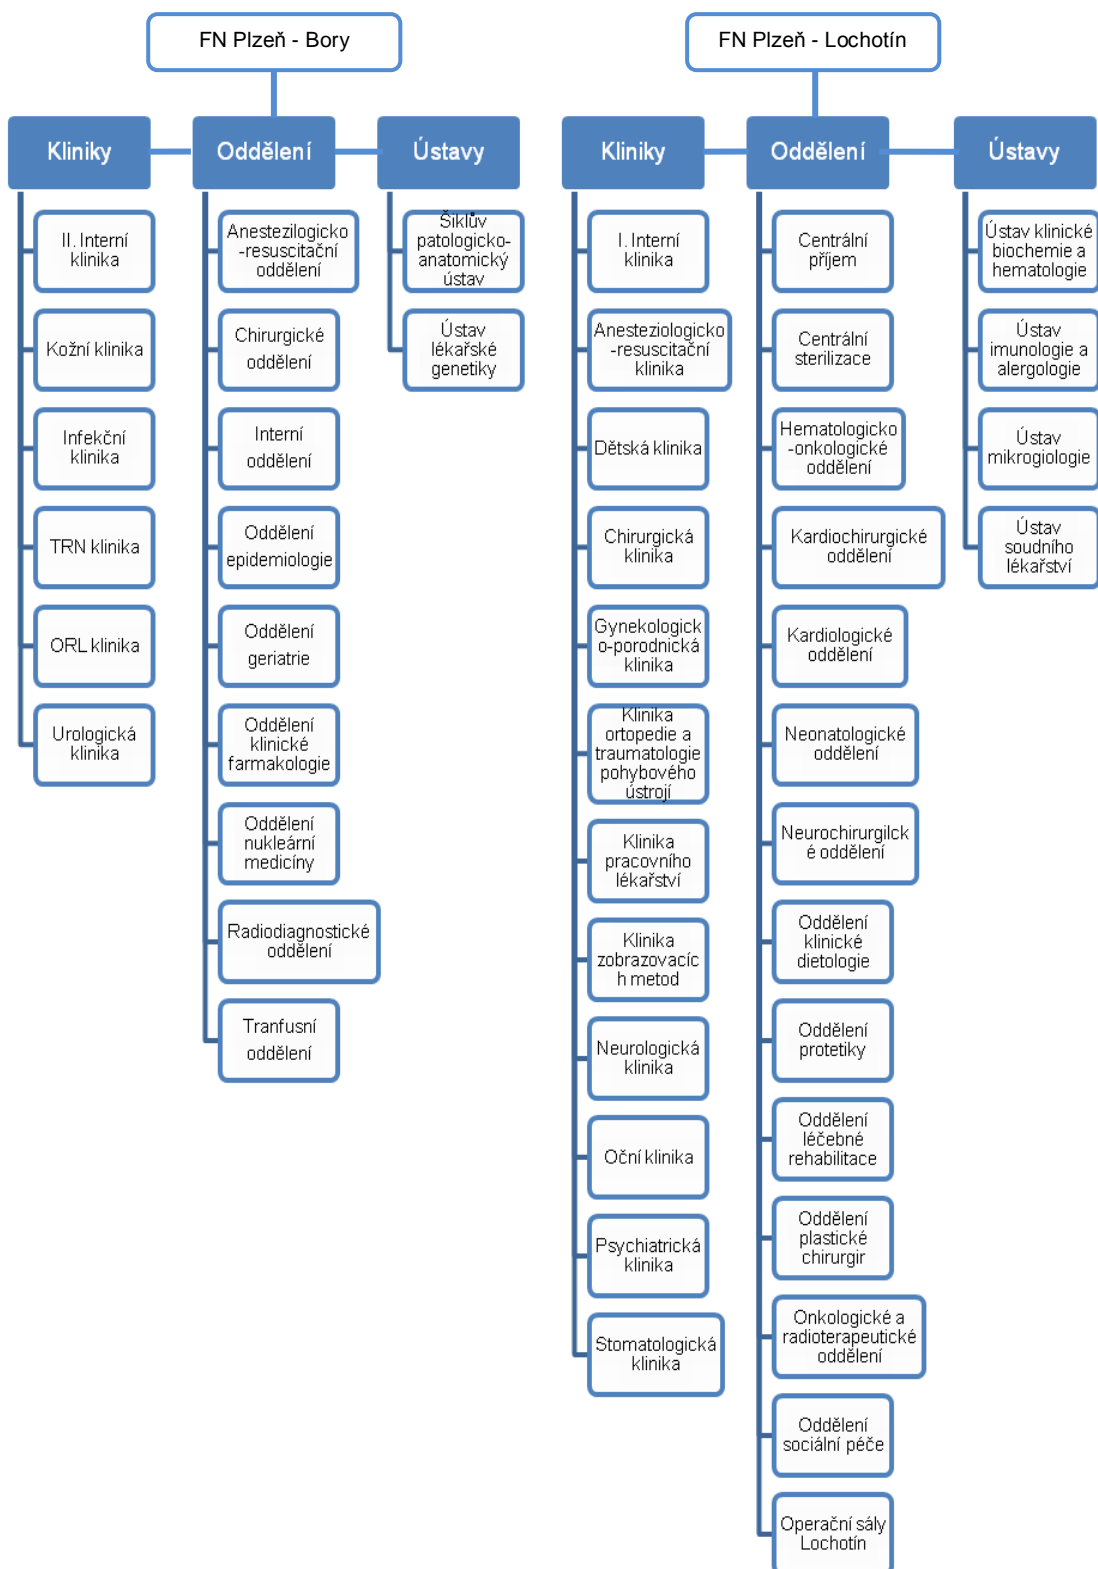 FN Plzeň - Bory
Kliniky
Oddělení
Ústavy
II. Interní
klinika
Kožní klinika
Infekční
klinika
TRN klinika
ORL klinika
Urologická
klinika
Anestezilogicko
-resuscitační
oddělení
Chirurgické
oddělení
Interní
oddělení
Oddělení
epidemiologie
Oddělení
geriatrie
Oddělení
klinické
farmakologie
Oddělení
nukleární
medicíny
Radiodiagnostické
oddělení
Tranfusní
oddělení
Šiklův
patologicko-
anatomický
ústav
Ústav
lékařské
genetiky
FN Plzeň - Lochotín
Kliniky
Oddělení
Ústavy
I. Interní
klinika
Anesteziologicko
-resuscitační
klinika
Dětská klinika
Chirurgická
klinika
Gynekologick
o-porodnická
klinika
Klinika
ortopedie a
traumatologie
pohybového
ústrojí
Klinika
pracovního
lékařství
Klinika
zobrazovacíc
h metod
Neurologická
klinika
Oční klinika
Psychiatrická
klinika
Stomatologická
klinika
Centrální
příjem
Centrální
sterilizace
Hematologicko
-onkologické
oddělení
Kardiochirurgické
oddělení
Kardiologické
oddělení
Neonatologické
oddělení
Neurochirurgilck
é oddělení
Oddělení
klinické
dietologie
Oddělení
protetiky
Oddělení
léčebné
rehabilitace
Oddělení
plastické
chirurgir
Onkologické a
radioterapeutické
oddělení
Oddělení
sociální péče
Operační sály
Lochotín
Ústav klinické
biochemie a
hematologie
Ústav
imunologie a
alergologie
Ústav
mikrogiologie
Ústav
soudního
lékařství